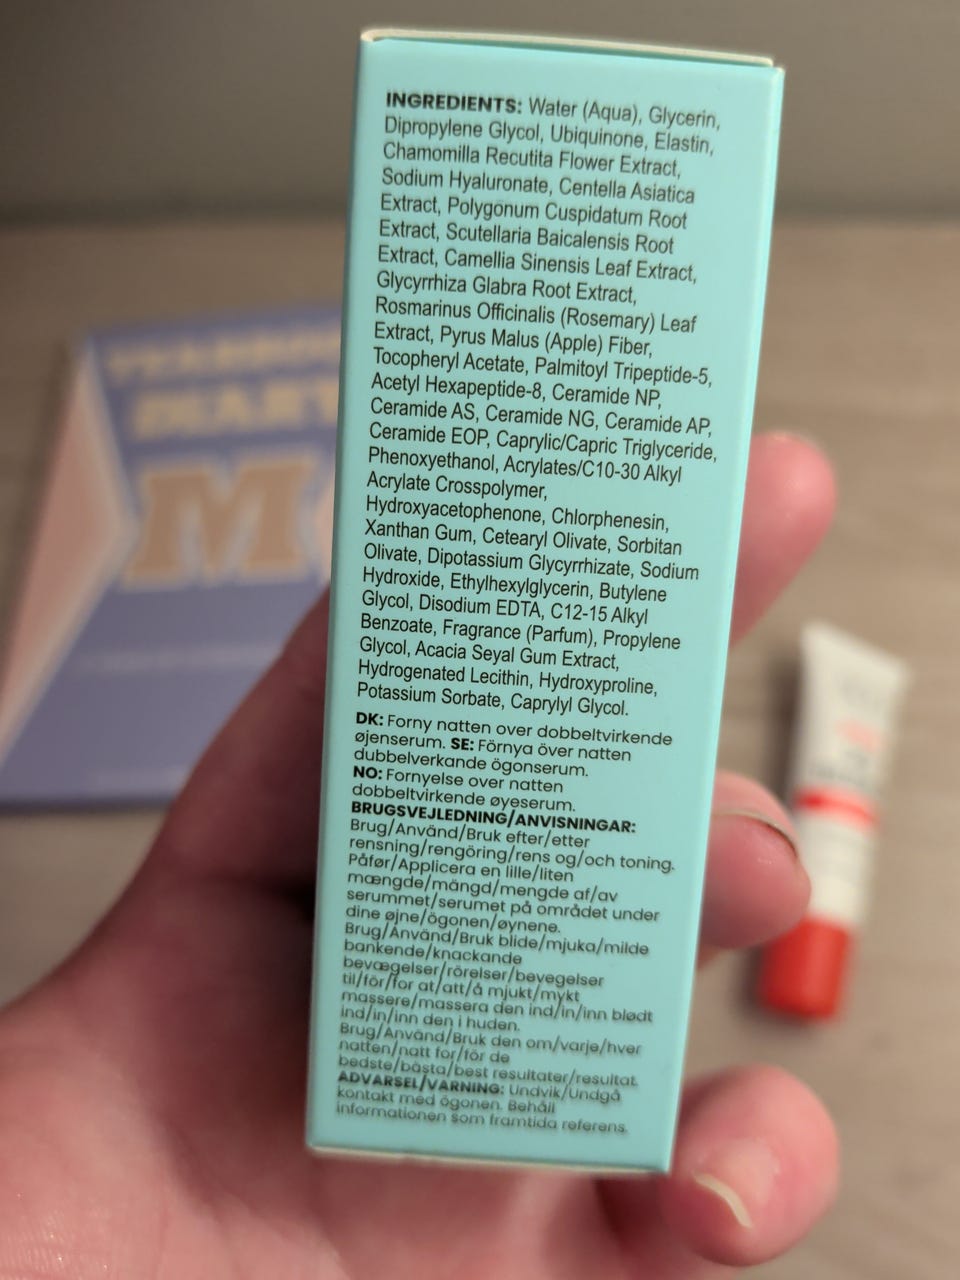 INGREDIENTS: Water (Aqua), Glycerin,
Dipropylene Glycol, Ubiquinone, Elastin,
Chamomilla Recutita Flower Extract,
Sodium Hyaluronate, Centella Asiatica
Extract, Polygonum Cuspidatum Root
Extract, Scutellaria Baicalensis Root
Extract, Camellia Sinensis Leaf Extract,
Glycyrrhiza Glabra Root Extract,
Rosmarinus Officinalis (Rosemary) Leaf
Extract, Pyrus Malus (Apple) Fiber,
Tocopheryl Acetate, Palmitoyl Tripeptide-5,
Acetyl Hexapeptide-8, Ceramide NP,
Ceramide AS, Ceramide NG, Ceramide AP,
Ceramide EOP, Caprylic/Capric Triglyceride,
Phenoxyethanol, Acrylates/C10-30 Alkyl
Acrylate Crosspolymer,
Hydroxyacetophenone, Chlorphenesin,
Xanthan Gum, Cetearyl Olivate, Sorbitan
Olivate, Dipotassium Glycyrrhizate, Sodium
Hydroxide, Ethylhexylglycerin, Butylene
Glycol, Disodium EDTA, C12-15 Alkyl
Benzoate, Fragrance (Parfum), Propylene
Glycol, Acacia Seyal Gum Extract,
Hydrogenated Lecithin, Hydroxyproline,
Potassium Sorbate, Caprylyl Glycol.
DK: Forny natten over dobbeltvirkende
øjenserum. SE: Förnya över natten
dubbelverkande ögonserum.
NO: Fornyelse over natten
dobbeltvirkende øyeserum.
BRUGSVEJLEDNING/ANVISNINGAR:
Brug/Använd/Bruk efter/etter
rensning/rengöring/rens og/och toning.
Påfør/Applicera en lille/liten
mængde/mängd/mengde af/av
serummet/serumet på området under
dine øjne/ögonen/øynene.
Brug/Använd/Bruk blide/mjuka/milde
bankende/knackande
bevægelser/rörelser/bevegelser
til/för/for at/att/å mjukt/mykt
massere/massera den ind/in/inn blødt
ind/in/inn den i huden.
Brug/Använd/Bruk den om/varje/hver
natten/natt for/för de
bedste/bästa/best resultater/resultat.
ADVARSEL/VARNING: Undvik/Undgå
kontakt med ögonen. Behåll
informationen som framtida referens.
M